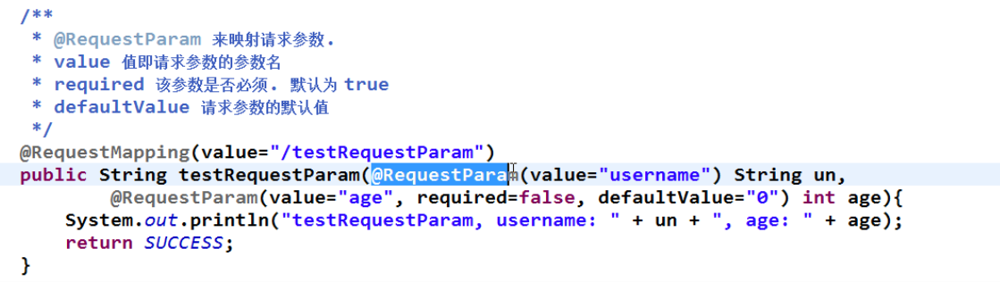 /**
 * @RequestParam 来映射请求参数.
 * value 值即请求参数的参数名
 * required 该参数是否必须. 默认为 true
 * defaultValue 请求参数的默认值
 */
@RequestMapping(value="/testRequestParam")
public String testRequestParam(@RequestParam(value="username") String un,
        @RequestParam(value="age", required=false, defaultValue="0") int age){
    System.out.println("testRequestParam, username: " + un + ", age: " + age);
    return SUCCESS;
}